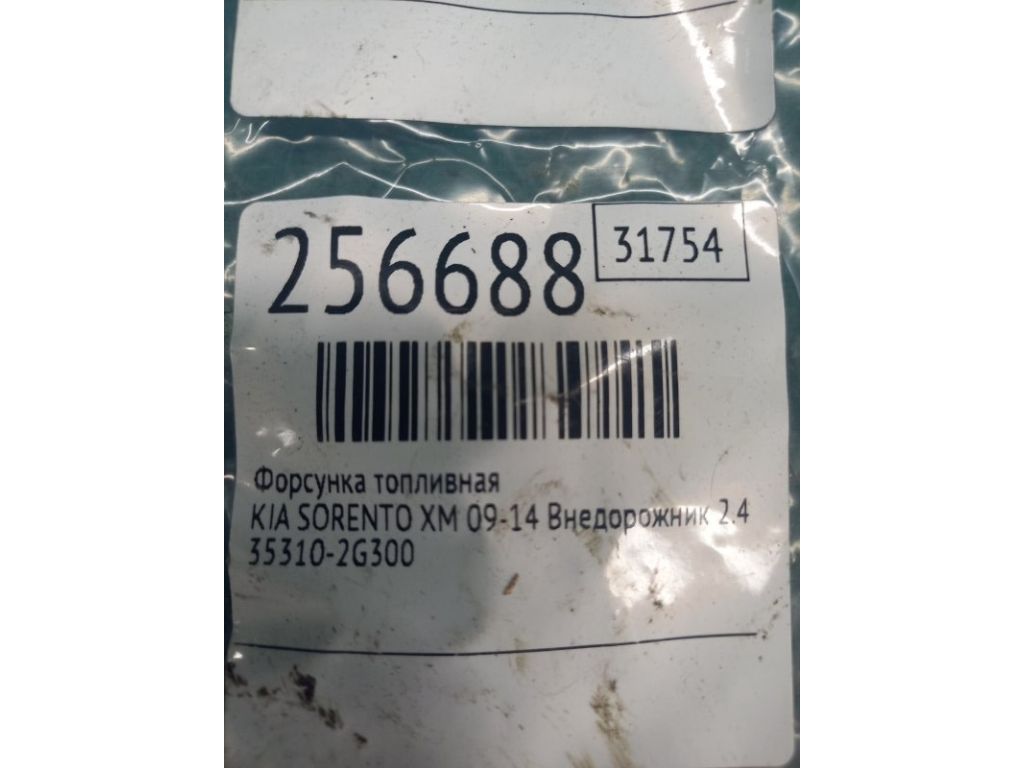 256688
31754
Форсунка топливная
KIA SORENTO XM 09-14 Внедорожник 2.4
35310-2G300